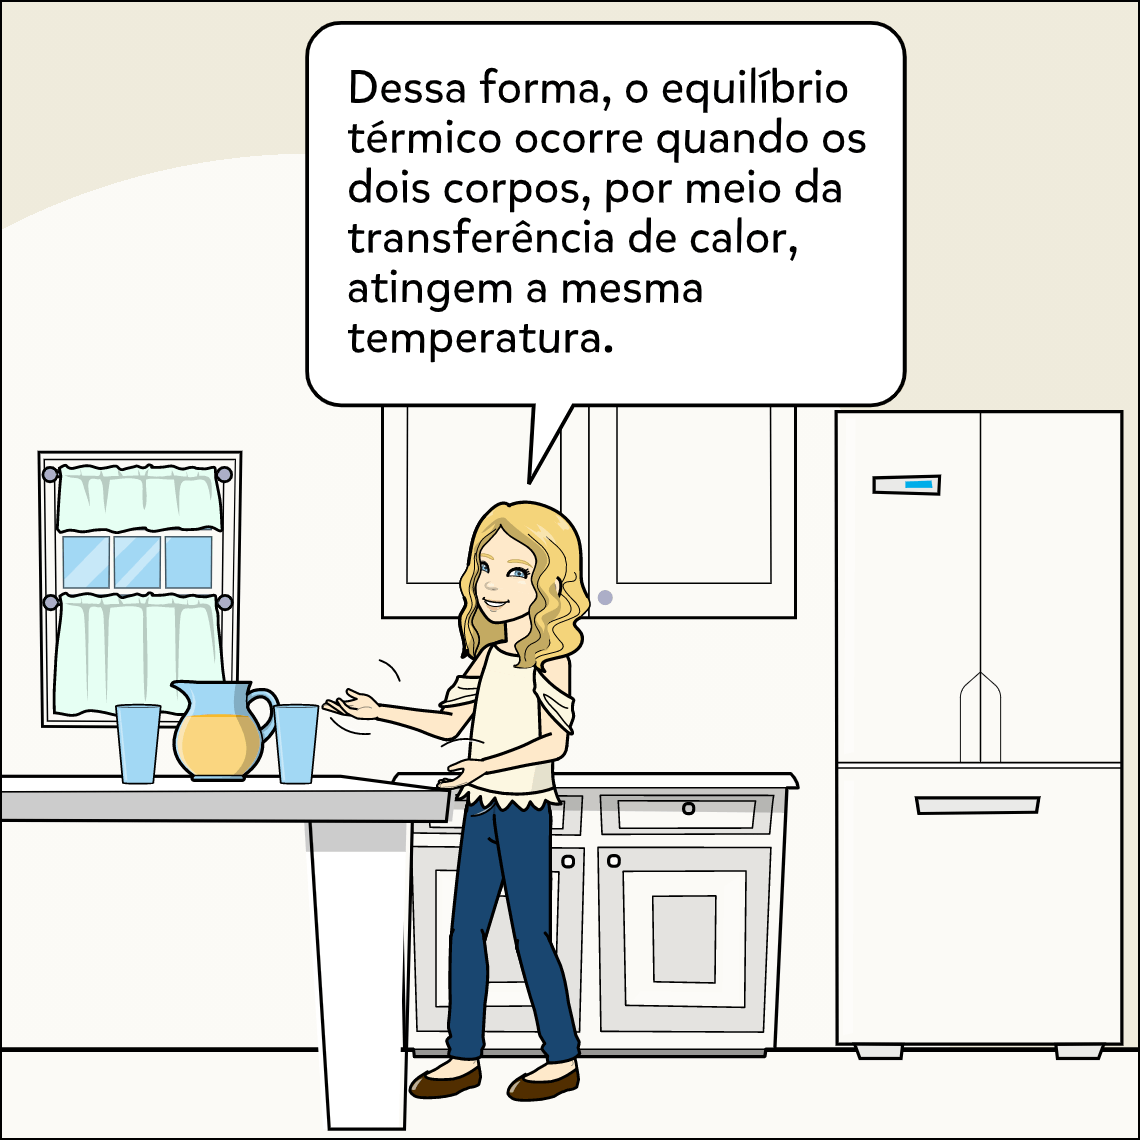 Dessa forma, o equilíbrio
térmico ocorre quando os
dois corpos, por meio da
transferência de calor,
atingem a mesma
temperatura.